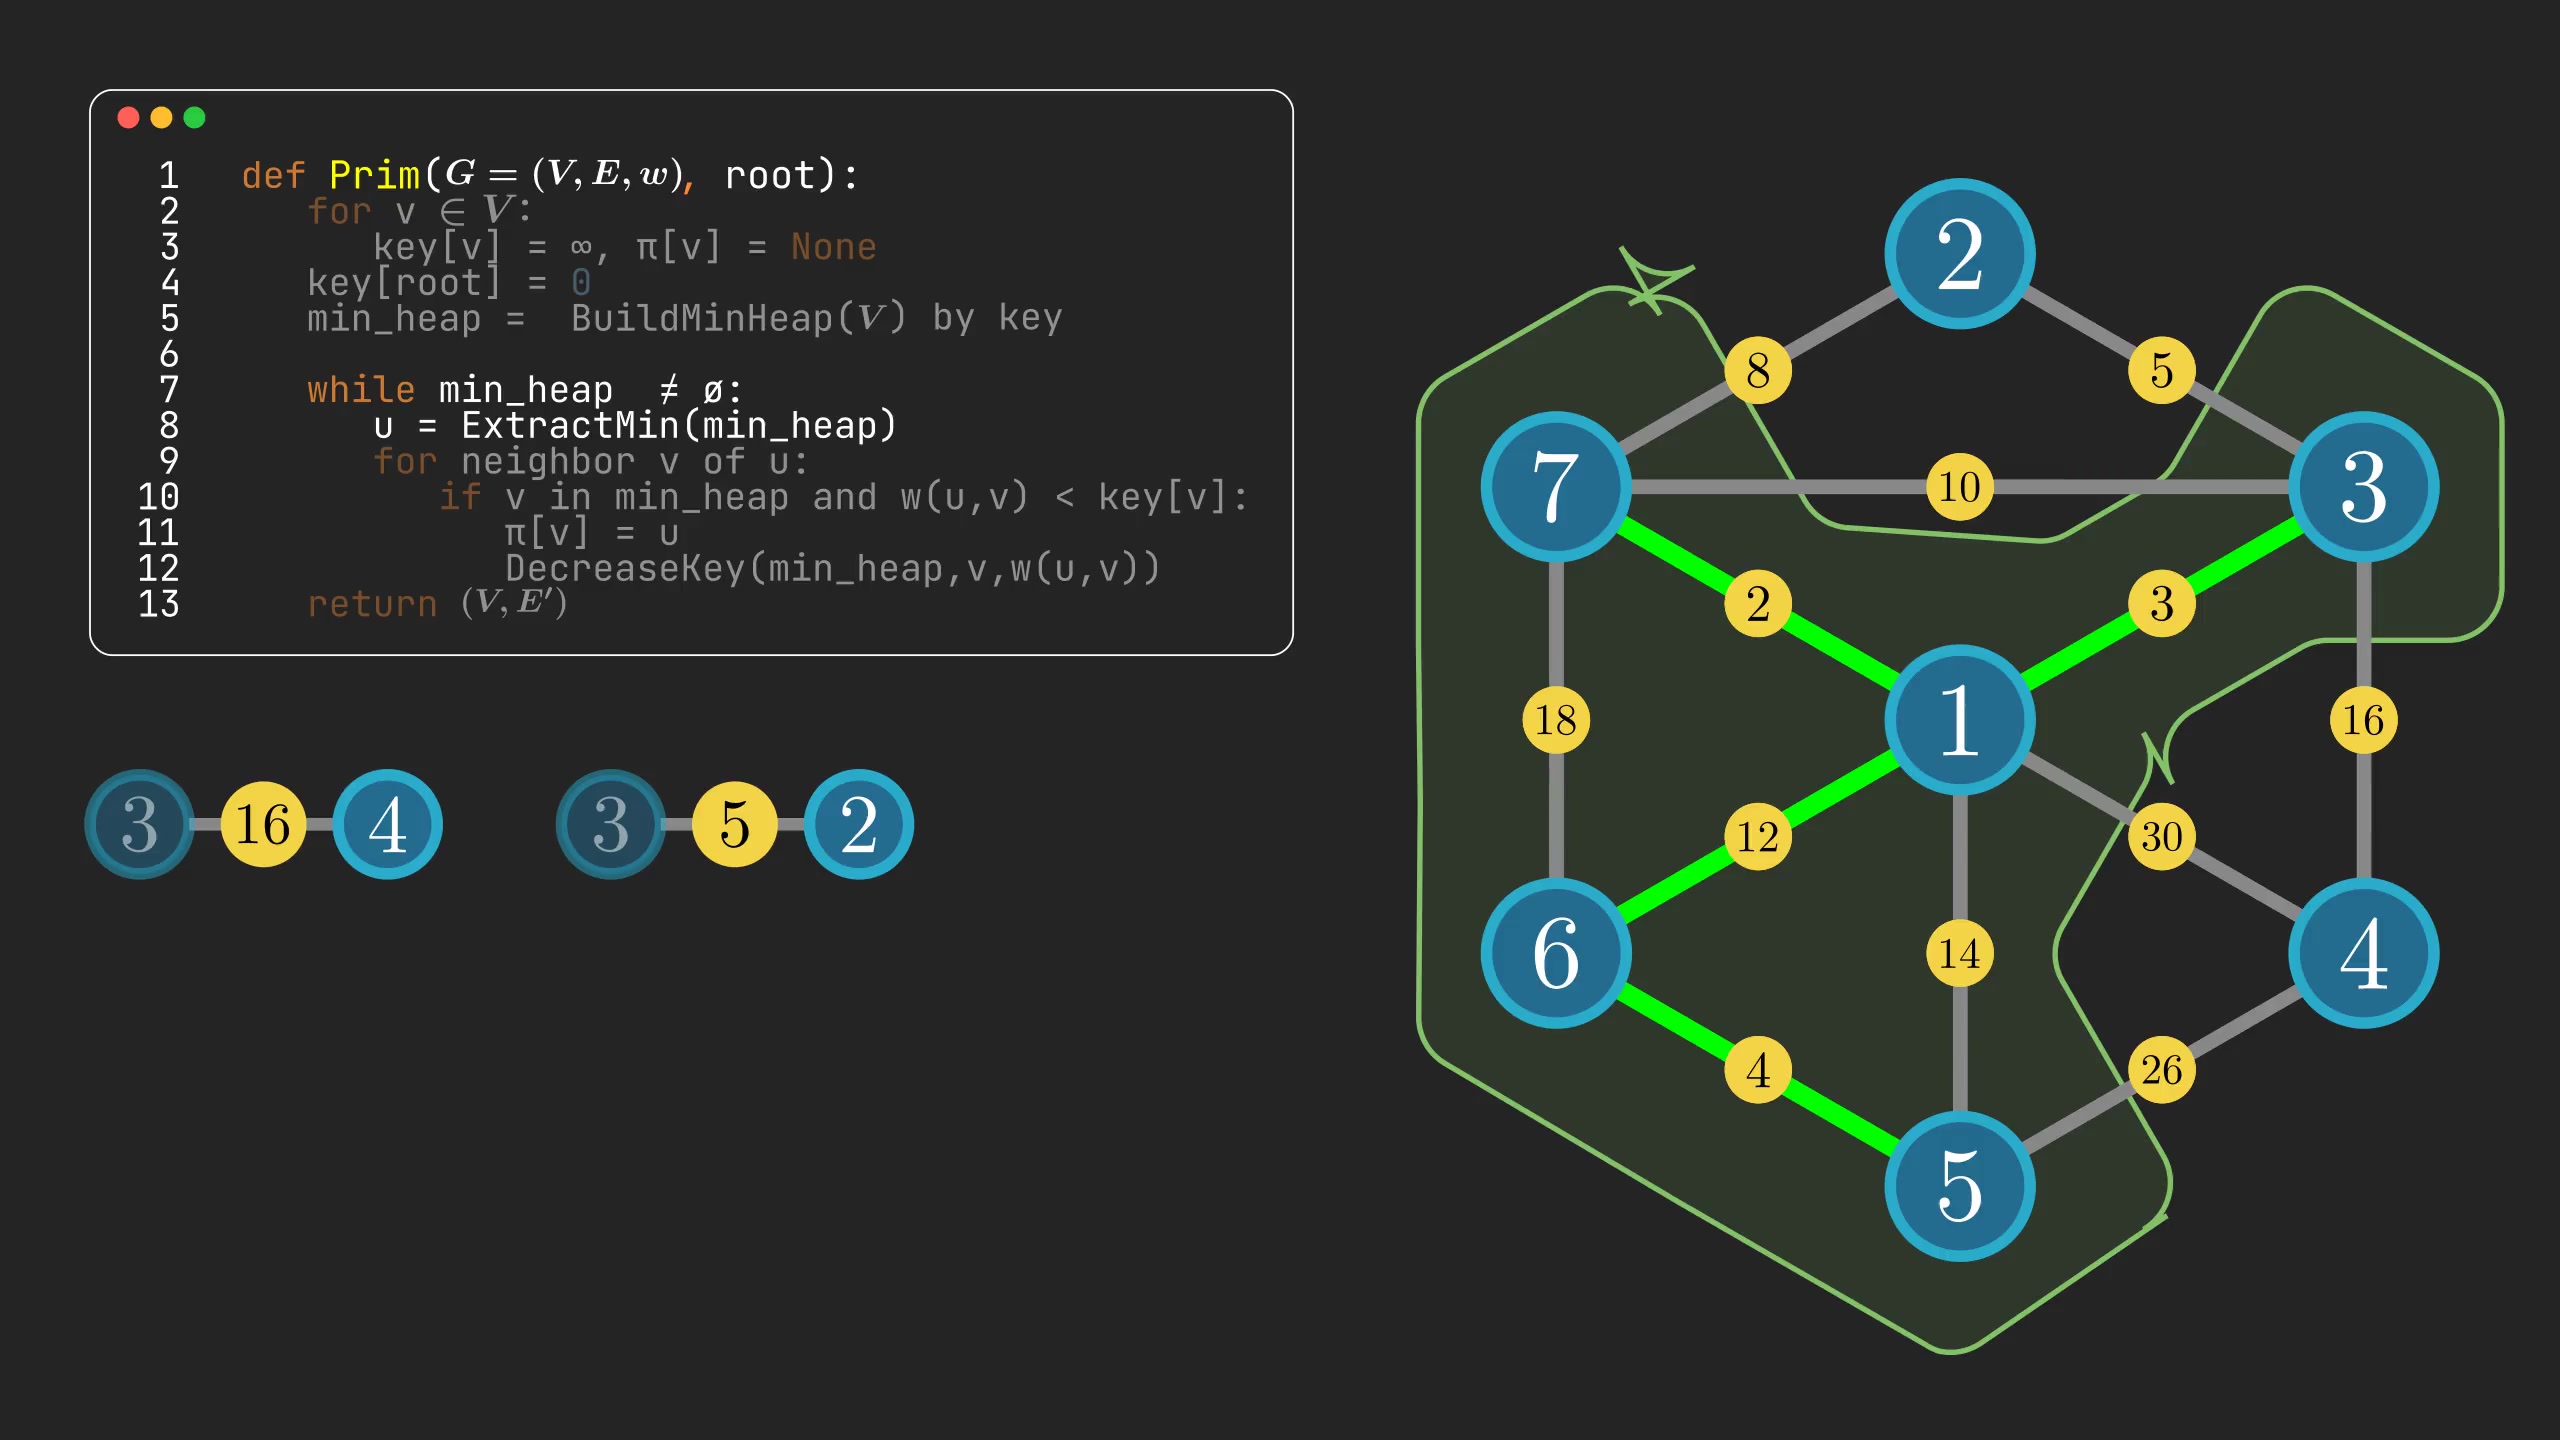 1 def Prim(G = (V, E, w), root):
2 for v ∈ V:
3 key[v] = ∞, π[v] = None
4 key[root] = 0
5 min_heap = BuildMinHeap(V) by key
6
7 while min_heap ≠ ø:
8 u = ExtractMin(min_heap)
9 for neighbor v of u:
10 if v in min_heap and w(u,v) < key[v]:
11 π[v] = u
12 DecreaseKey(min_heap,v,w(u,v))
13 return (V, E′)
3 16 4
3 5 2
2
8 5
7 10 3
2 3
18 1 16
12 30
6 14 4
4 26
5